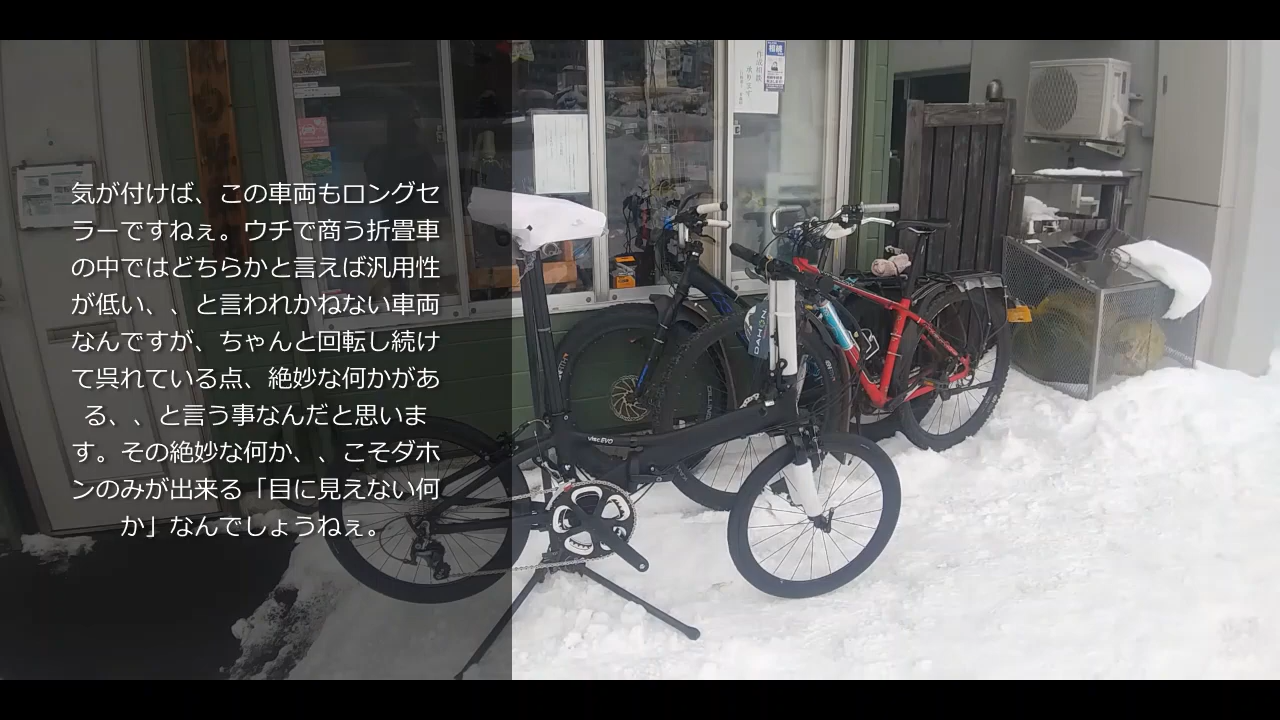 気が付けば、この車両もロングセ
ラーですねぇ。ウチで商う折畳車
の中ではどちらかと言えば汎用性
が低い、、と言われかねない車両
なんですが、ちゃんと回転し続け
て呉れている点、絶妙な何かがあ
る、、と言う事なんだと思いま
す。その絶妙な何か、、こそダホ
ンのみが出来る「目に見えない何
か」なんでしょうねぇ。
DAHON
visc.EVO